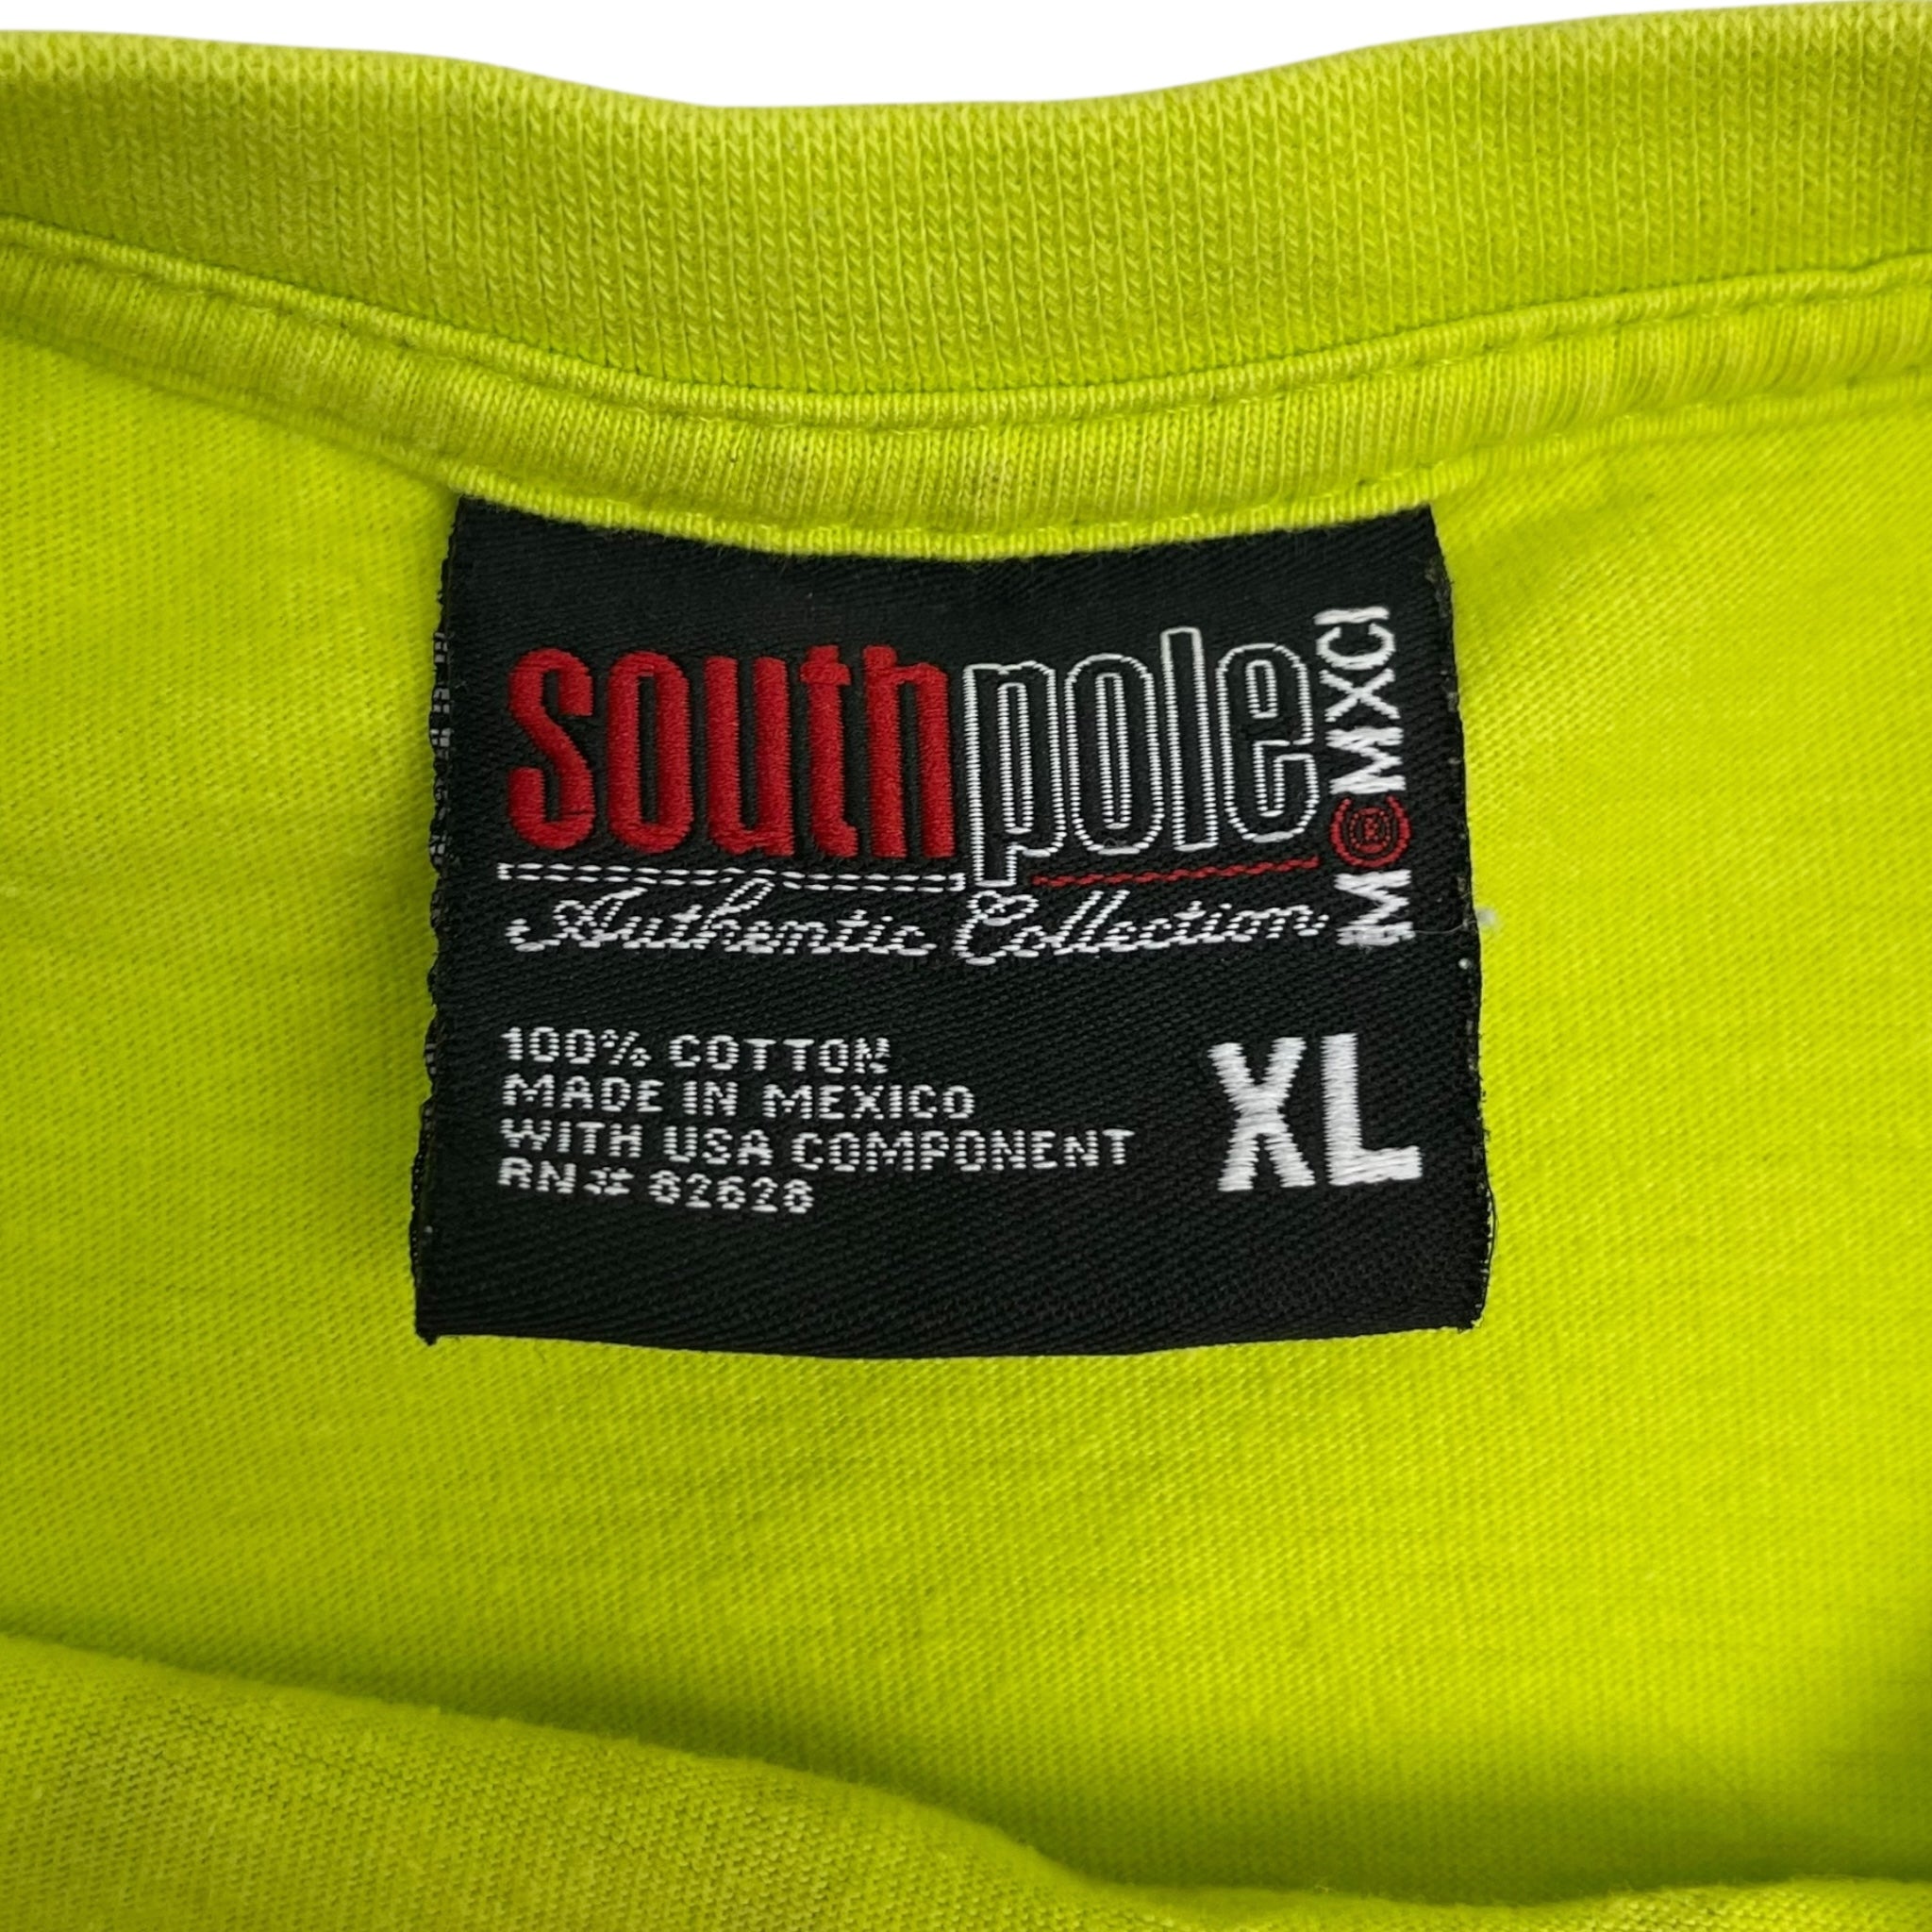 southpole
Authentic Collection
MCMXCI
®
100% COTTON
MADE IN MEXICO
WITH USA COMPONENT
RN# 82628
XL